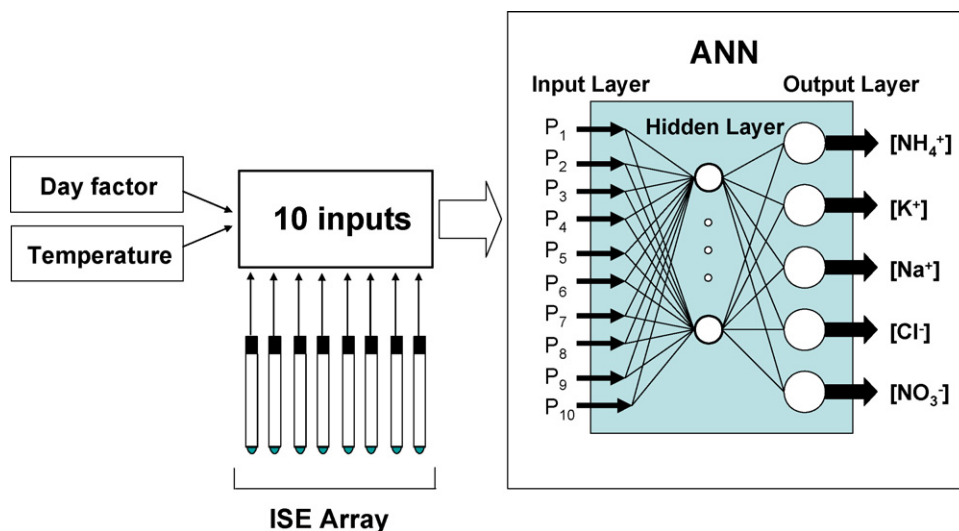 Day factor
Temperature
10 inputs
ISE Array
ANN
Input Layer
Output Layer
Hidden Layer
P₁
P₂
P₃
P₄
P₅
P₆
P₇
P₈
P₉
P₁₀
[NH₄⁺]
[K⁺]
[Na⁺]
[Cl⁻]
[NO₃⁻]